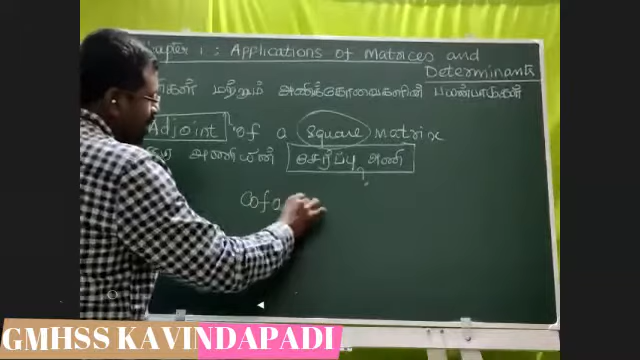 Chapter 1 : Applications of Matrices and
Determinants
மற்றும் அணிக்கோவைகளின் பயன்பாடுகள்
Adjoint of a square matrix
அணியின் சேர்ப்பு அணி
?
Cofa
GMHSS KAVINDAPADI